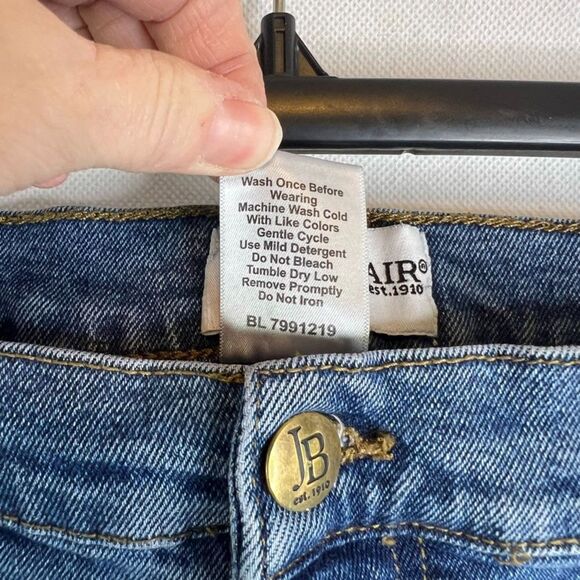 Wash Once Before
Wearing
Machine Wash Cold
With Like Colors
Gentle Cycle
Use Mild Detergent
Do Not Bleach
Tumble Dry Low
Remove Promptly
Do Not Iron
BL 7991219
AIR®
est.1910
JB
est. 1910